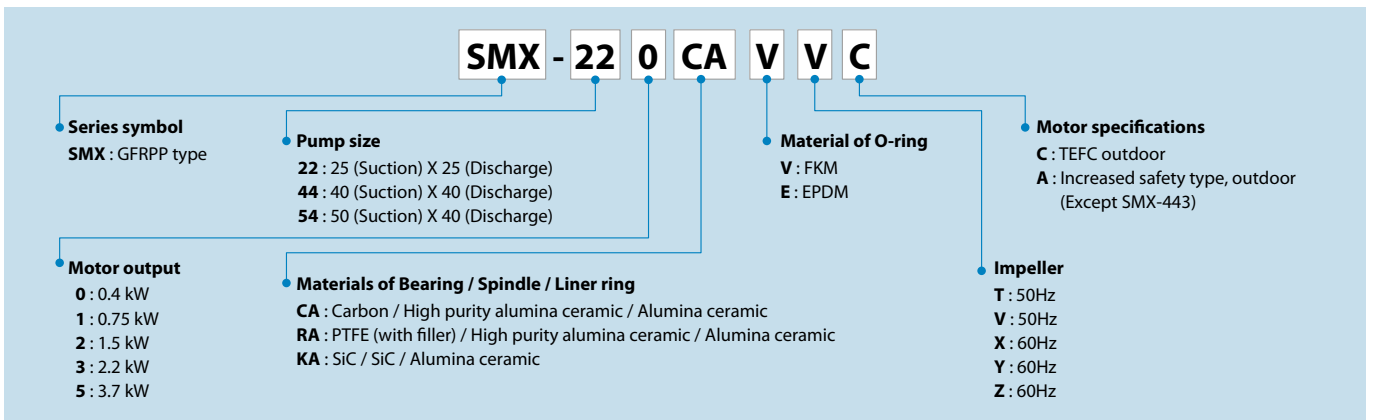 SMX - 22 0 CA V V C
Series symbol
SMX : GFRPP type
Pump size
22 : 25 (Suction) X 25 (Discharge)
44 : 40 (Suction) X 40 (Discharge)
54 : 50 (Suction) X 40 (Discharge)
Material of O-ring
V : FKM
E : EPDM
Motor specifications
C : TEFC outdoor
A : Increased safety type, outdoor
(Except SMX-443)
Motor output
0 : 0.4 kW
1 : 0.75 kW
2 : 1.5 kW
3 : 2.2 kW
5 : 3.7 kW
Materials of Bearing / Spindle / Liner ring
CA : Carbon / High purity alumina ceramic / Alumina ceramic
RA : PTFE (with filler) / High purity alumina ceramic / Alumina ceramic
KA : SiC / SiC / Alumina ceramic
Impeller
T : 50Hz
V : 50Hz
X : 60Hz
Y : 60Hz
Z : 60Hz